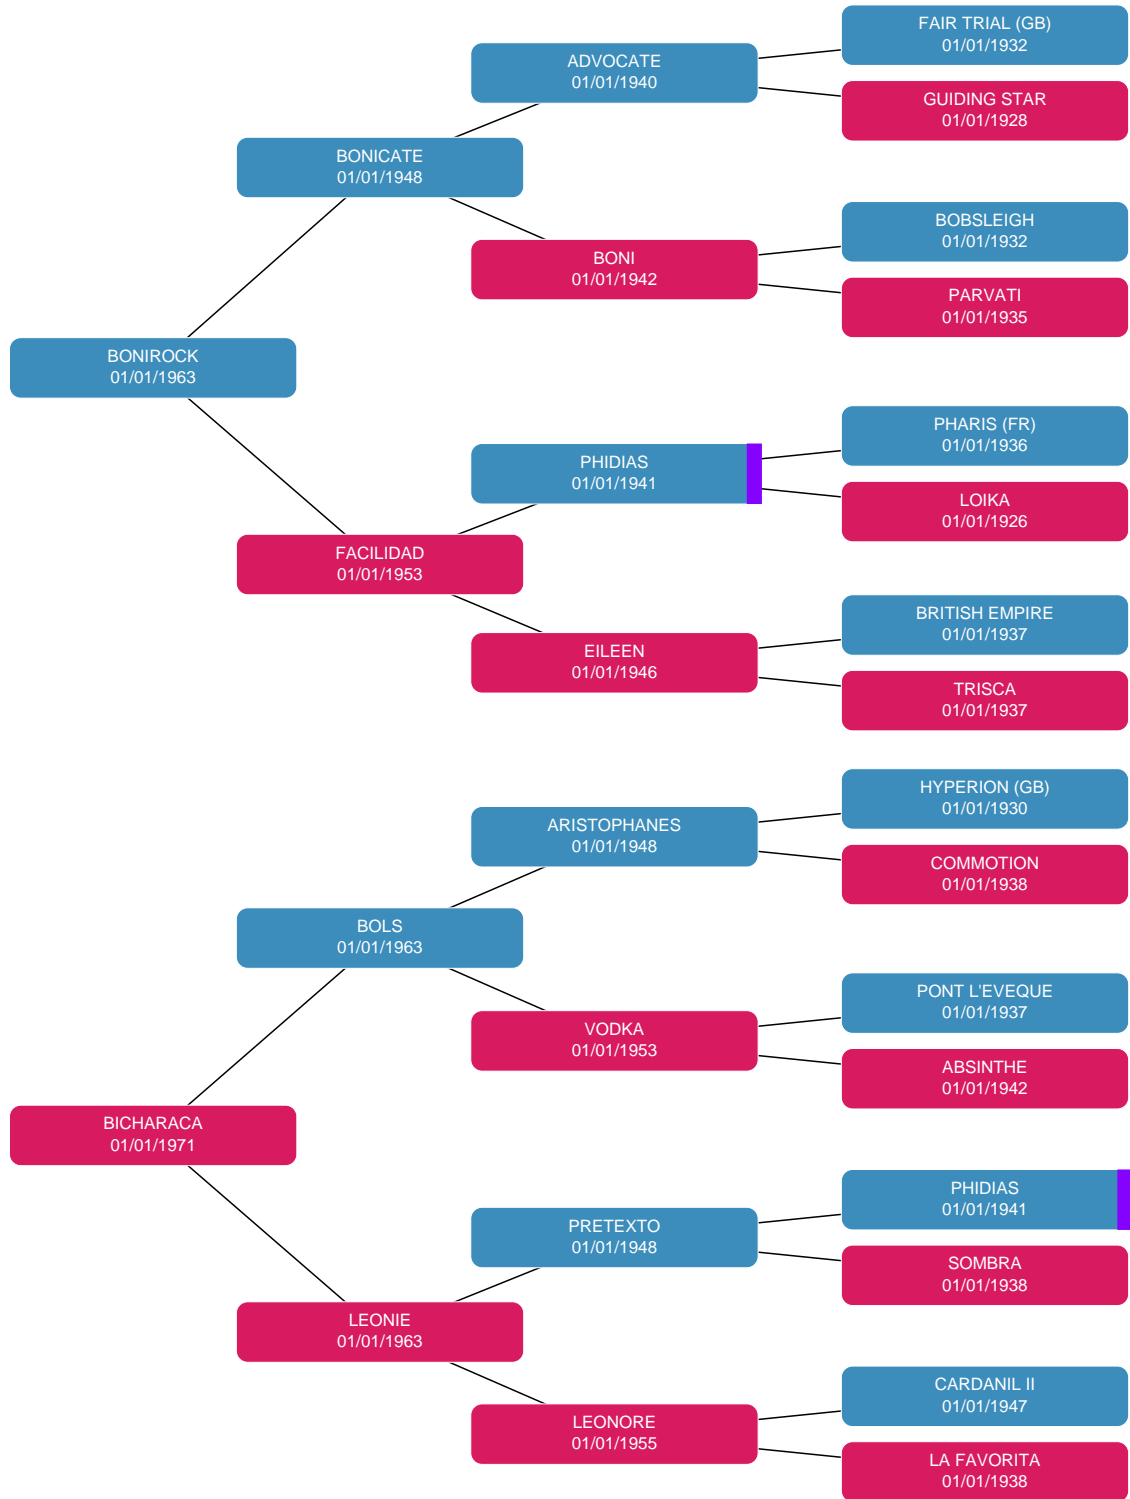 FAIR TRIAL (GB)
01/01/1932
ADVOCATE
01/01/1940
GUIDING STAR
01/01/1928
BONICATE
01/01/1948
BOBSLEIGH
01/01/1932
BONI
01/01/1942
PARVATI
01/01/1935
BONIROCK
01/01/1963
PHARIS (FR)
01/01/1936
PHIDIAS
01/01/1941
LOIKA
01/01/1926
FACILIDAD
01/01/1953
BRITISH EMPIRE
01/01/1937
EILEEN
01/01/1946
TRISCA
01/01/1937
HYPERION (GB)
01/01/1930
ARISTOPHANES
01/01/1948
COMMOTION
01/01/1938
BOLS
01/01/1963
PONT L'EVEQUE
01/01/1937
VODKA
01/01/1953
ABSINTHE
01/01/1942
BICHARACA
01/01/1971
PHIDIAS
01/01/1941
PRETEXTO
01/01/1948
SOMBRA
01/01/1938
LEONIE
01/01/1963
CARDANIL II
01/01/1947
LEONORE
01/01/1955
LA FAVORITA
01/01/1938